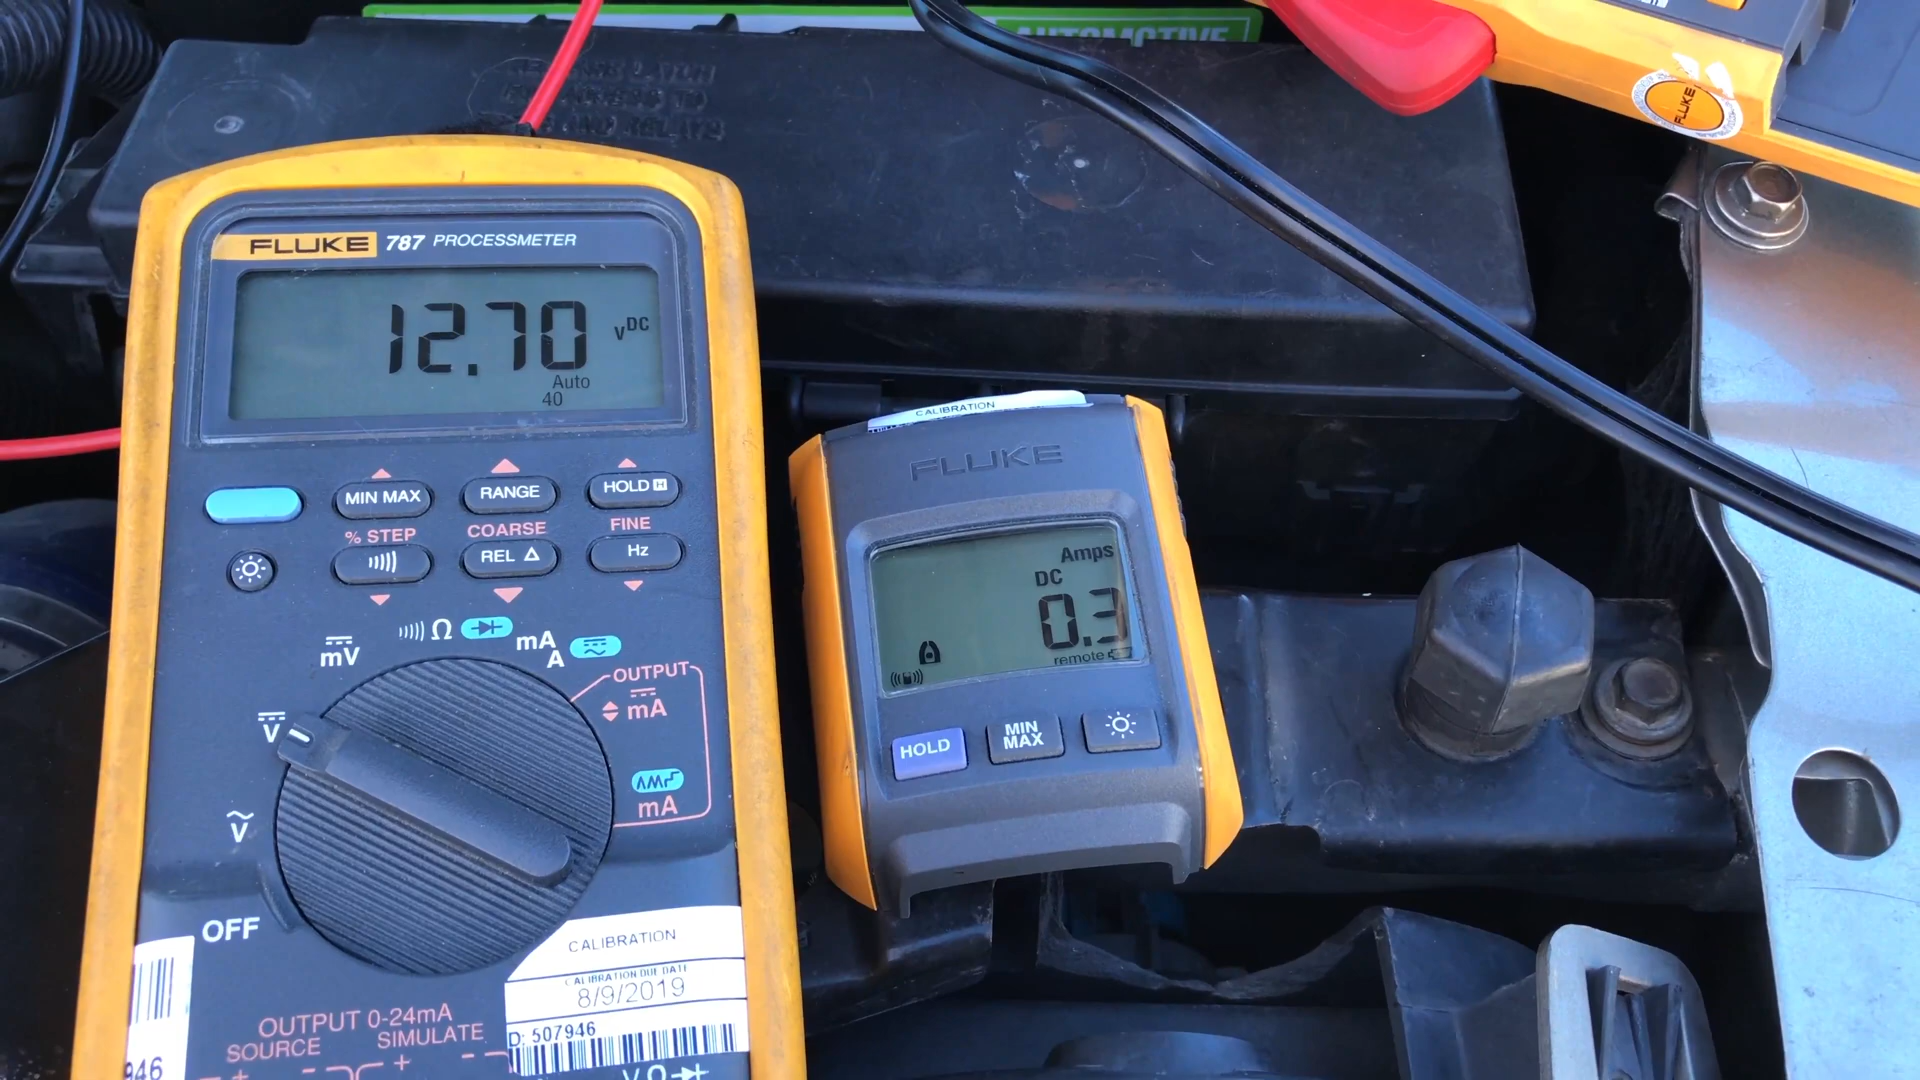 AUTOMOTIVE
FLUKE
FLUKE 787 PROCESSMETER
12.70 VDC
Auto
40
MIN MAX
RANGE
HOLD H
% STEP
COARSE
FINE
REL Δ
Hz
mV
Ω
mA
A
OUTPUT
mA
V
mA
V
OFF
CALIBRATION
CALIBRATION DUE DATE
8/9/2019
D: 507946
OUTPUT 0-24mA
SOURCE
SIMULATE
+
-
+
-
946
V Ω
CALIBRATION
FLUKE
Amps
DC
0.3
remote
HOLD
MIN
MAX